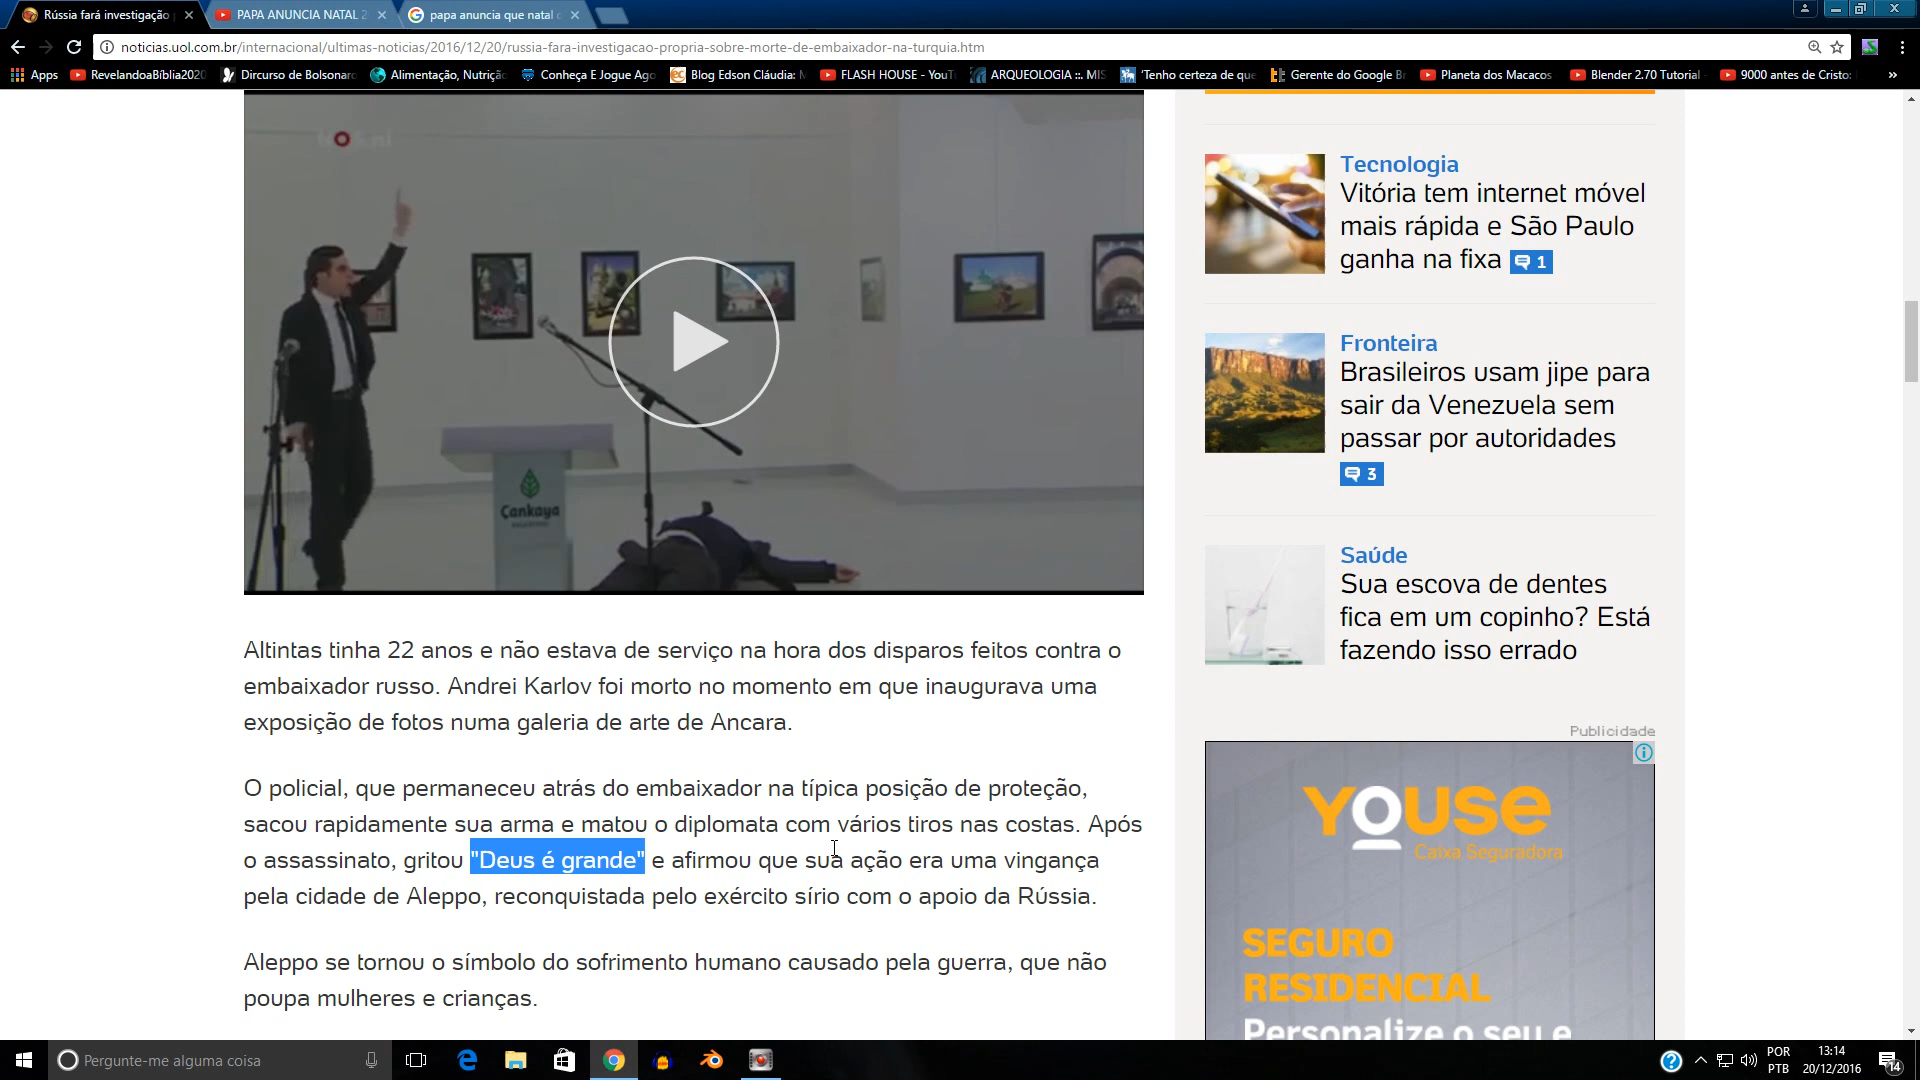 Rússia fará investigação
PAPA ANUNCIA NATAL 2
papa anuncia que natal
noticias.uol.com.br/internacional/ultimas-noticias/2016/12/20/russia-fara-investigacao-propria-sobre-morte-de-embaixador-na-turquia.htm
Apps
RevelandoaBíblia2020
Dircurso de Bolsonaro
Alimentação, Nutrição
Conheça E Jogue Ago
Blog Edson Cláudia: M
FLASH HOUSE - YouT
ARQUEOLOGIA ::. MIS
'Tenho certeza de que
Gerente do Google Br
Planeta dos Macacos
Blender 2.70 Tutorial
9000 antes de Cristo:
»
Çankaya
Altintas tinha 22 anos e não estava de serviço na hora dos disparos feitos contra o
embaixador russo. Andrei Karlov foi morto no momento em que inaugurava uma
exposição de fotos numa galeria de arte de Ancara.
O policial, que permaneceu atrás do embaixador na típica posição de proteção,
sacou rapidamente sua arma e matou o diplomata com vários tiros nas costas. Após
o assassinato, gritou "Deus é grande" e afirmou que sua ação era uma vingança
pela cidade de Aleppo, reconquistada pelo exército sírio com o apoio da Rússia.
Aleppo se tornou o símbolo do sofrimento humano causado pela guerra, que não
poupa mulheres e crianças.
Tecnologia
Vitória tem internet móvel
mais rápida e São Paulo
ganha na fixa 1
Fronteira
Brasileiros usam jipe para
sair da Venezuela sem
passar por autoridades
3
Saúde
Sua escova de dentes
fica em um copinho? Está
fazendo isso errado
Publicidade
YOUSE
Caixa Seguradora
SEGURO
RESIDENCIAL
Personalize o seu e
Pergunte-me alguma coisa
POR
PTB
13:14
20/12/2016
14